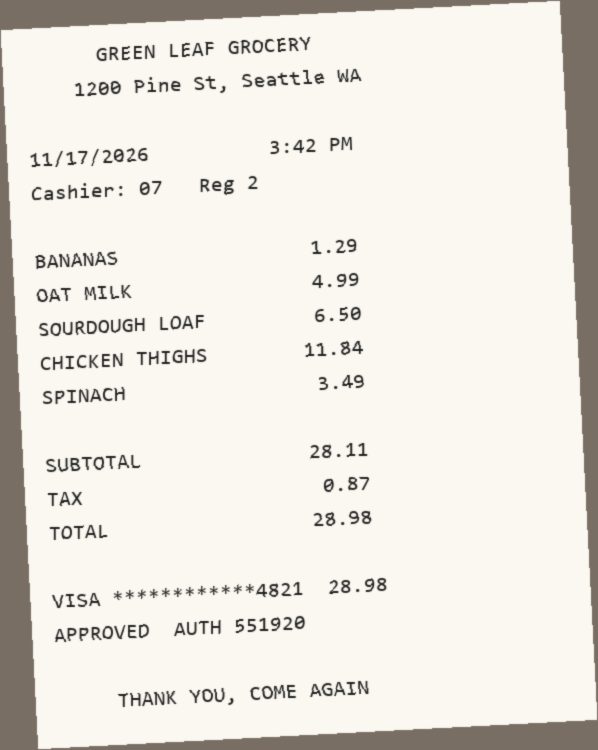 GREEN LEAF GROCERY
1200 Pine St, Seattle WA
11/17/2026 3:42 PM
Cashier: 07 Reg 2
BANANAS 1.29
OAT MILK 4.99
SOURDOUGH LOAF 6.50
CHICKEN THIGHS 11.84
SPINACH 3.49
SUBTOTAL 28.11
TAX 0.87
TOTAL 28.98
VISA ************4821 28.98
APPROVED AUTH 551920
THANK YOU, COME AGAIN